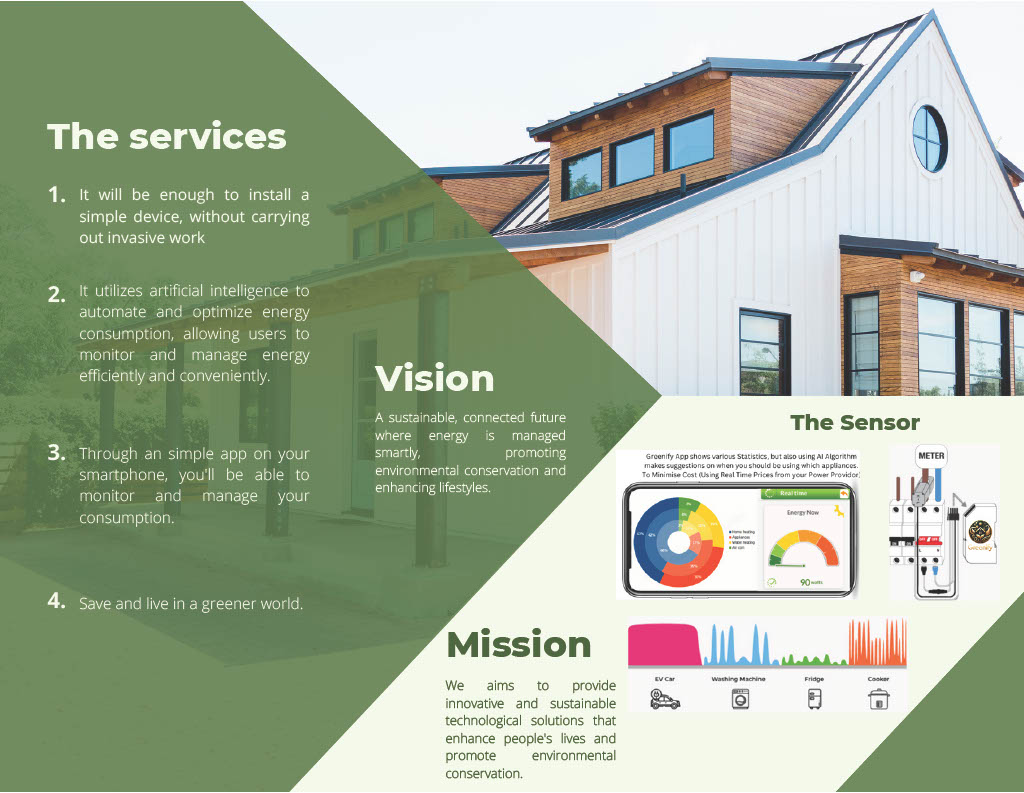 The services
1. It will be enough to install a
simple device, without carrying
out invasive work
2. It utilizes artificial intelligence to
automate and optimize energy
consumption, allowing users to
monitor and manage energy
efficiently and conveniently.
3. Through an simple app on your
smartphone, you'll be able to
monitor and manage your
consumption.
4. Save and live in a greener world.
Vision
A sustainable, connected future
where energy is managed
smartly, promoting
environmental conservation and
enhancing lifestyles.
Mission
We aims to provide
innovative and sustainable
technological solutions that
enhance people's lives and
promote environmental
conservation.
The Sensor
Greenify App shows various Statistics, but also using AI Algorithm
makes suggestions on when you should be using which appliances.
To Minimise Cost (Using Real Time Prices from your Power Provider)
Real time
Energy Now
Home heating
Appliances
Water heating
Air con
90 watts
METER
Greenify
EV Car
Washing Machine
Fridge
Cooker